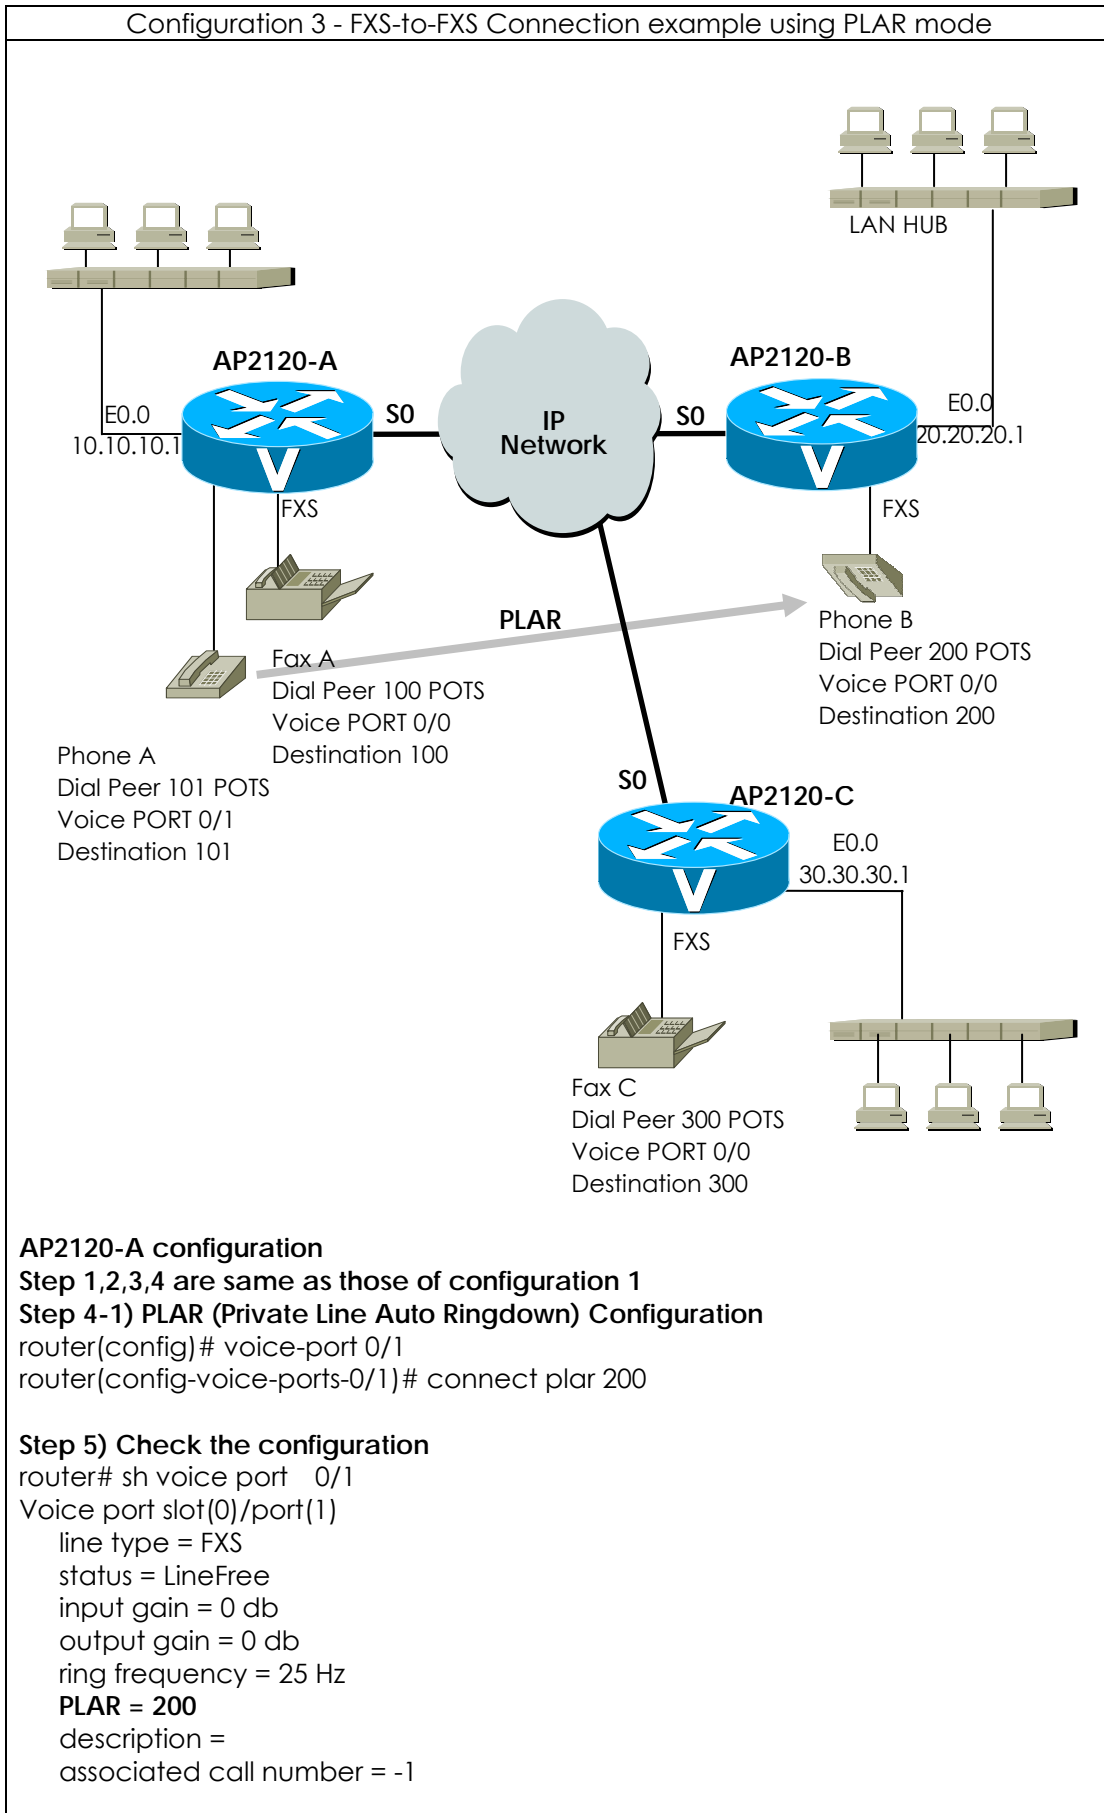 Configuration 3 - FXS-to-FXS Connection example using PLAR mode
LAN HUB
AP2120-A
AP2120-B
E0.0
10.10.10.1
S0
IP
Network
S0
E0.0
20.20.20.1
V
V
FXS
FXS
PLAR
Phone B
Dial Peer 200 POTS
Voice PORT 0/0
Destination 200
Fax A
Dial Peer 100 POTS
Voice PORT 0/0
Destination 100
Phone A
Dial Peer 101 POTS
Voice PORT 0/1
Destination 101
S0
AP2120-C
E0.0
30.30.30.1
V
FXS
Fax C
Dial Peer 300 POTS
Voice PORT 0/0
Destination 300
AP2120-A configuration
Step 1,2,3,4 are same as those of configuration 1
Step 4-1) PLAR (Private Line Auto Ringdown) Configuration
router(config)# voice-port 0/1
router(config-voice-ports-0/1)# connect plar 200
Step 5) Check the configuration
router# sh voice port 0/1
Voice port slot(0)/port(1)
line type = FXS
status = LineFree
input gain = 0 db
output gain = 0 db
ring frequency = 25 Hz
PLAR = 200
description =
associated call number = -1